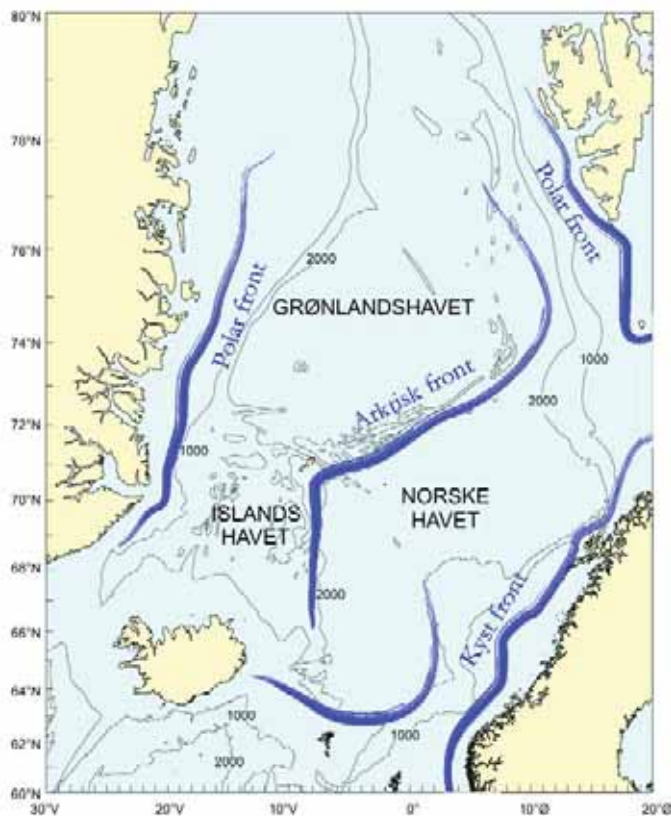 80°N
78°N
76°N
74°N
72°N
70°N
68°N
66°N
64°N
62°N
60°N
30°V
20°V
10°V
0°
10°Ø
20°Ø
Polar front
Polar front
2000
GRØNLANDSHAVET
1000
Arktisk front
2000
1000
ISLANDS
HAVET
NORSKE
HAVET
2000
Kyst front
1000
1000
2000